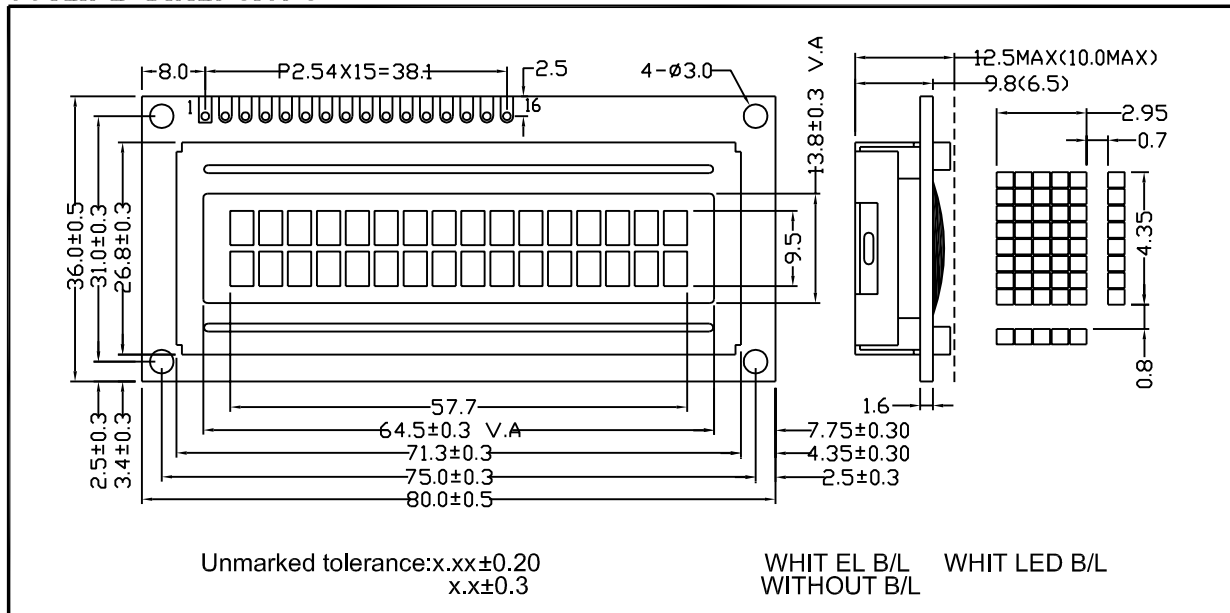 8.0
P2.54X15=38.1
2.5
4-ø3.0
13.8±0.3 V.A
12.5MAX(10.0MAX)
9.8(6.5)
2.95
0.7
1
16
36.0±0.5
31.0±0.3
26.8±0.3
9.5
4.35
0.8
1.6
57.7
64.5±0.3 V.A
71.3±0.3
75.0±0.3
80.0±0.5
7.75±0.30
4.35±0.30
2.5±0.3
2.5±0.3
3.4±0.3
Unmarked tolerance:x.xx±0.20
x.x±0.3
WHIT EL B/L WHIT LED B/L
WITHOUT B/L